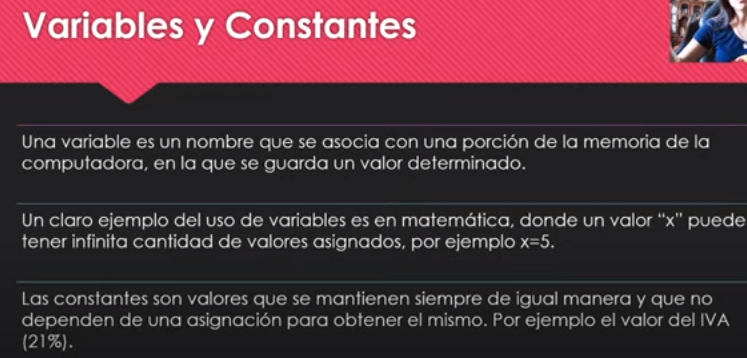 Variables y Constantes
Una variable es un nombre que se asocia con una porción de la memoria de la
computadora, en la que se guarda un valor determinado.
Un claro ejemplo del uso de variables es en matemática, donde un valor “x” puede
tener infinita cantidad de valores asignados, por ejemplo x=5.
Las constantes son valores que se mantienen siempre de igual manera y que no
dependen de una asignación para obtener el mismo. Por ejemplo el valor del IVA
(21%).